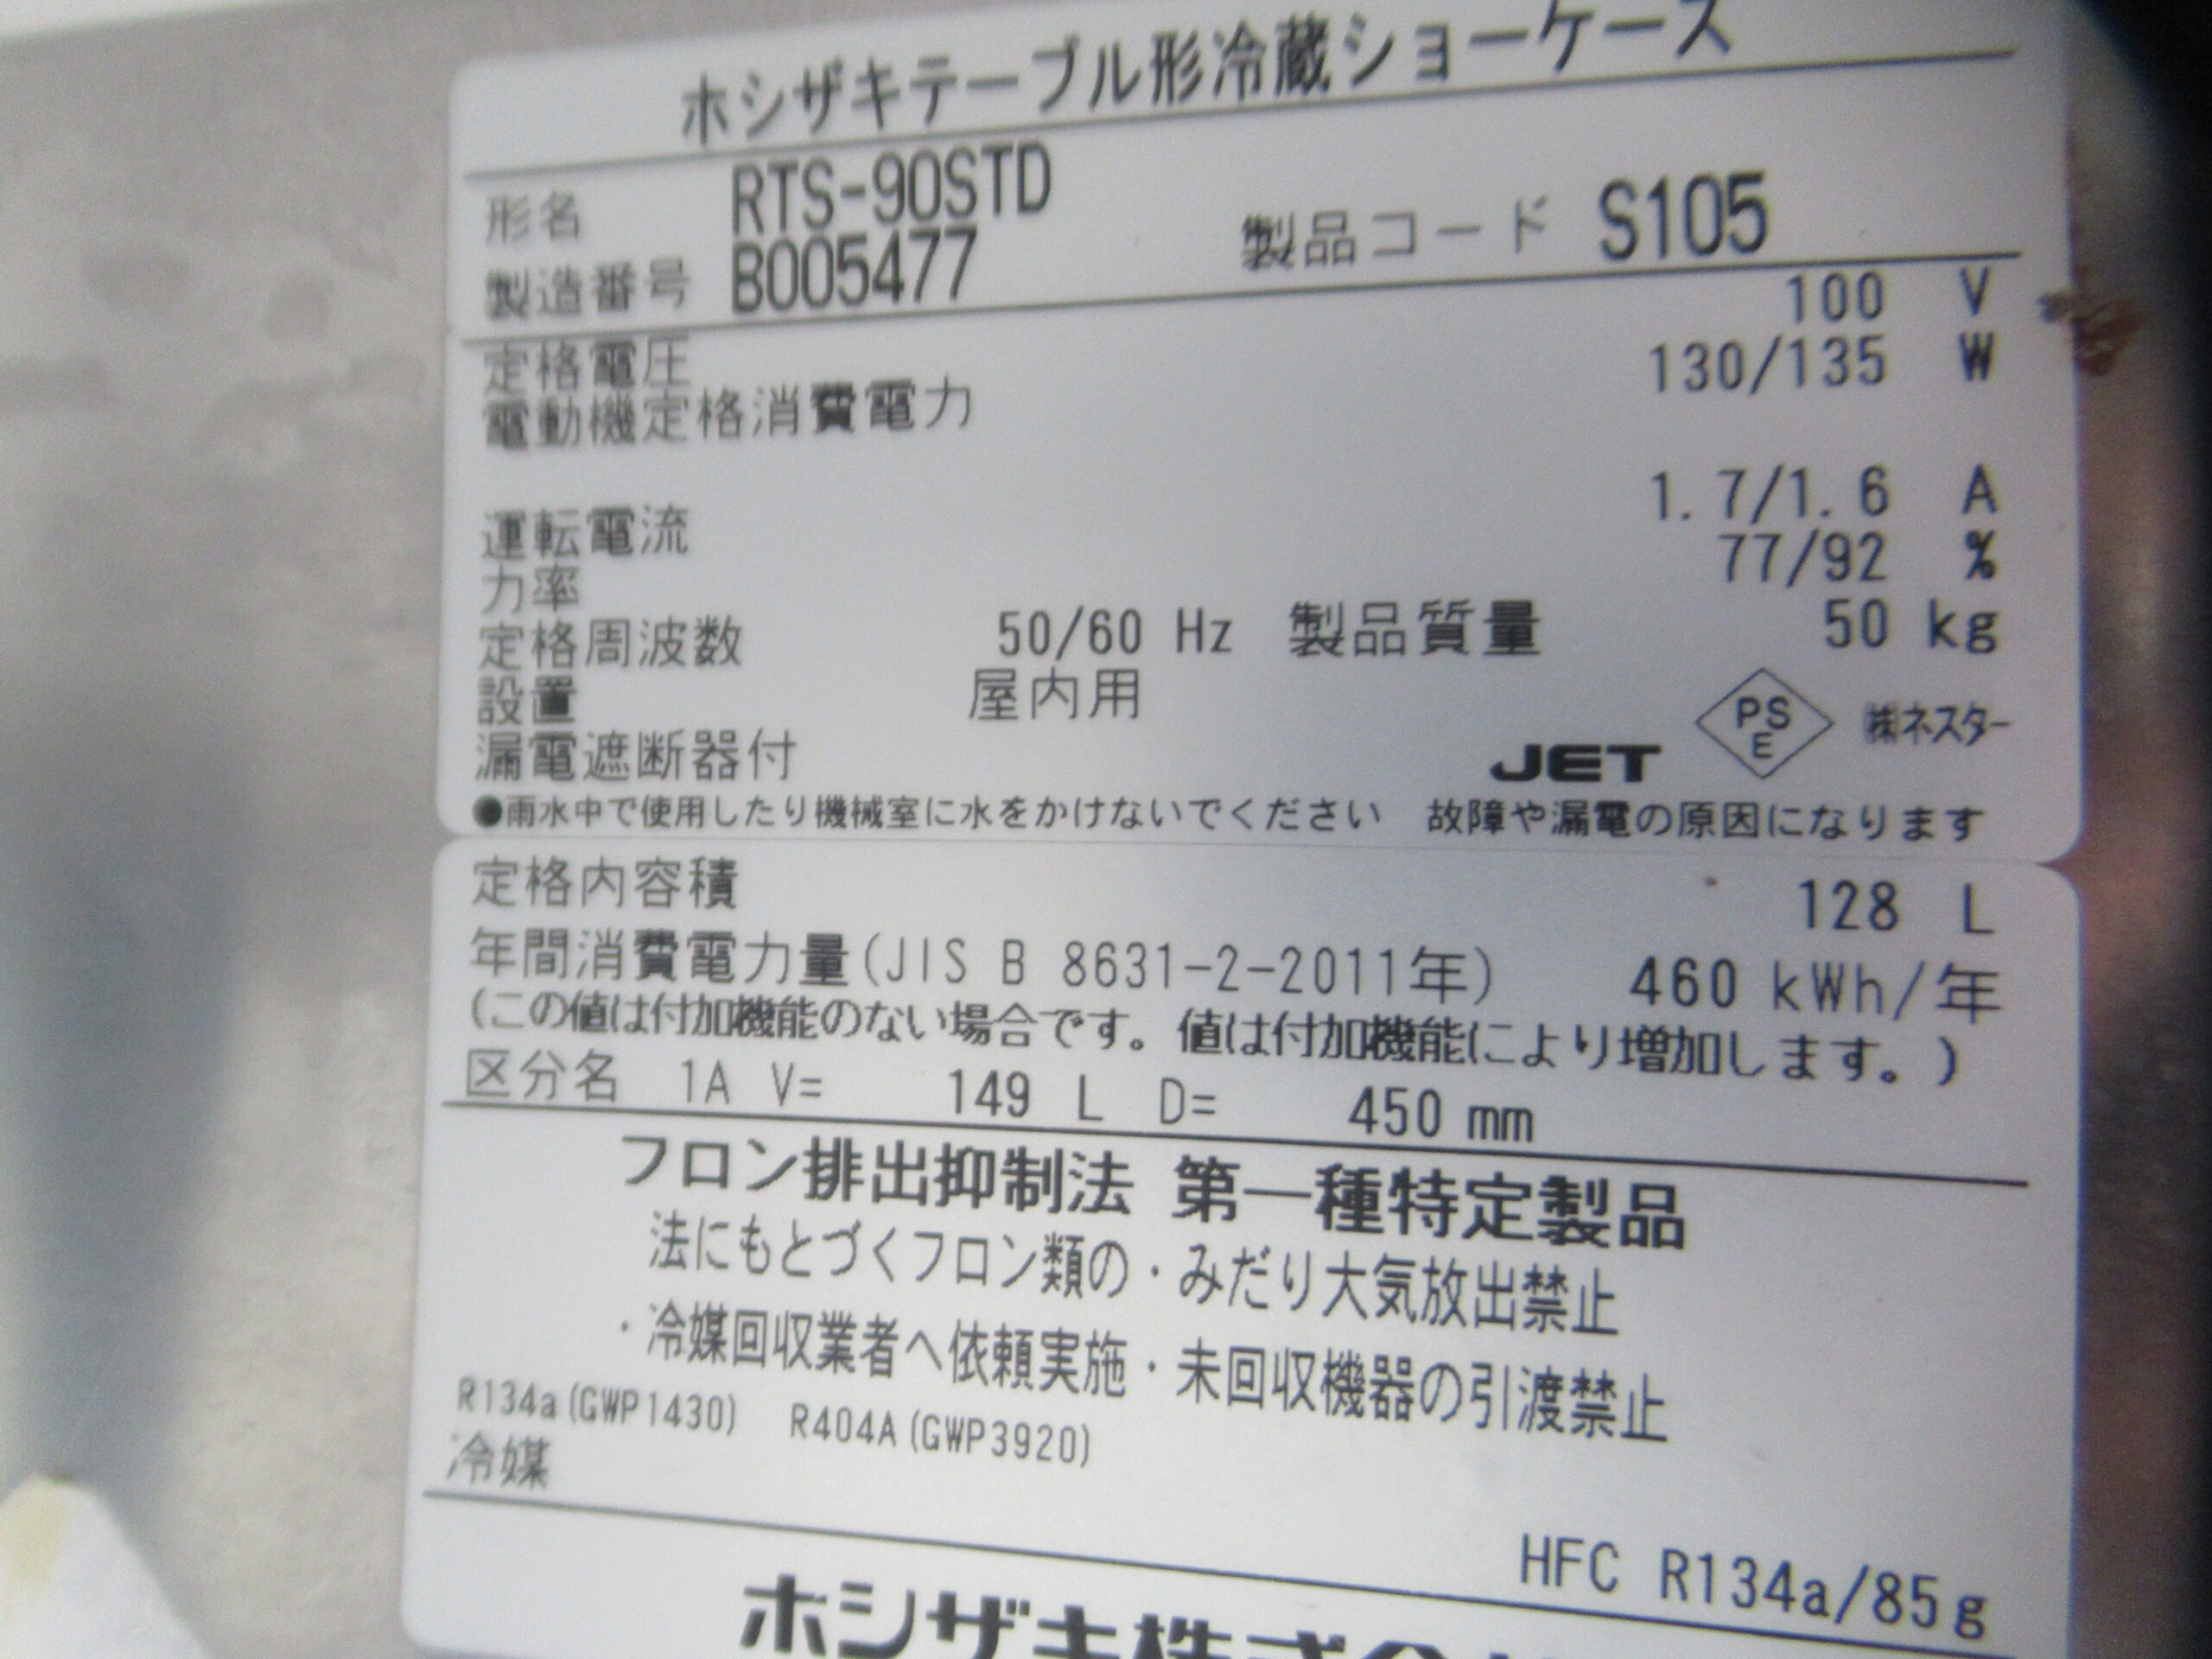 ホシザキテーブル形冷蔵ショーケース
形名 RTS-90STD
製造番号 B005477 製品コード S105
定格電圧 100 V
電動機定格消費電力 130/135 W
運転電流 1.7/1.6 A
力率 77/92 %
定格周波数 50/60 Hz 製品質量 50 kg
設置 屋内用
漏電遮断器付 JET PSE ㈱ネスター
●雨水中で使用したり機械室に水をかけないでください 故障や漏電の原因になります
定格内容積 128 L
年間消費電力量(JIS B 8631-2-2011年) 460 kWh/年
(この値は付加機能のない場合です。値は付加機能により増加します。)
区分名 1A V= 149 L D= 450 mm
フロン排出抑制法 第一種特定製品
法にもとづくフロン類の・みだり大気放出禁止
・冷媒回収業者へ依頼実施・未回収機器の引渡禁止
R134a(GWP1430) R404A(GWP3920)
冷媒 HFC R134a/85g
ホシザキ株式会